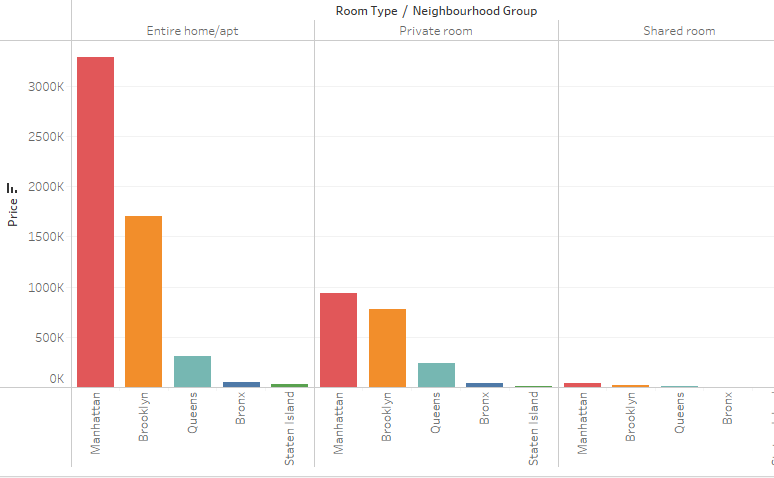 Room Type / Neighbourhood Group
Entire home/apt
Private room
Shared room
Price
3000K
2500K
2000K
1500K
1000K
500K
0K
Manhattan
Brooklyn
Queens
Bronx
Staten Island
Manhattan
Brooklyn
Queens
Bronx
Staten Island
Manhattan
Brooklyn
Queens
Bronx